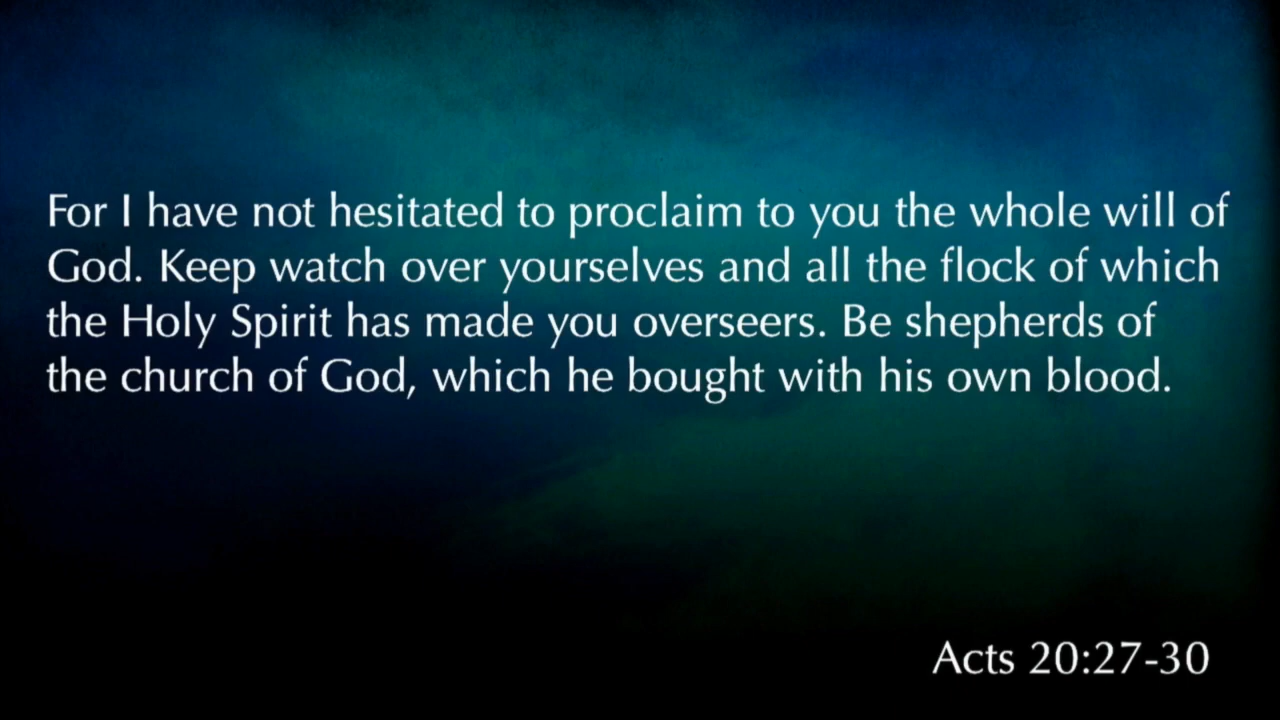 For I have not hesitated to proclaim to you the whole will of
God. Keep watch over yourselves and all the flock of which
the Holy Spirit has made you overseers. Be shepherds of
the church of God, which he bought with his own blood.
Acts 20:27-30